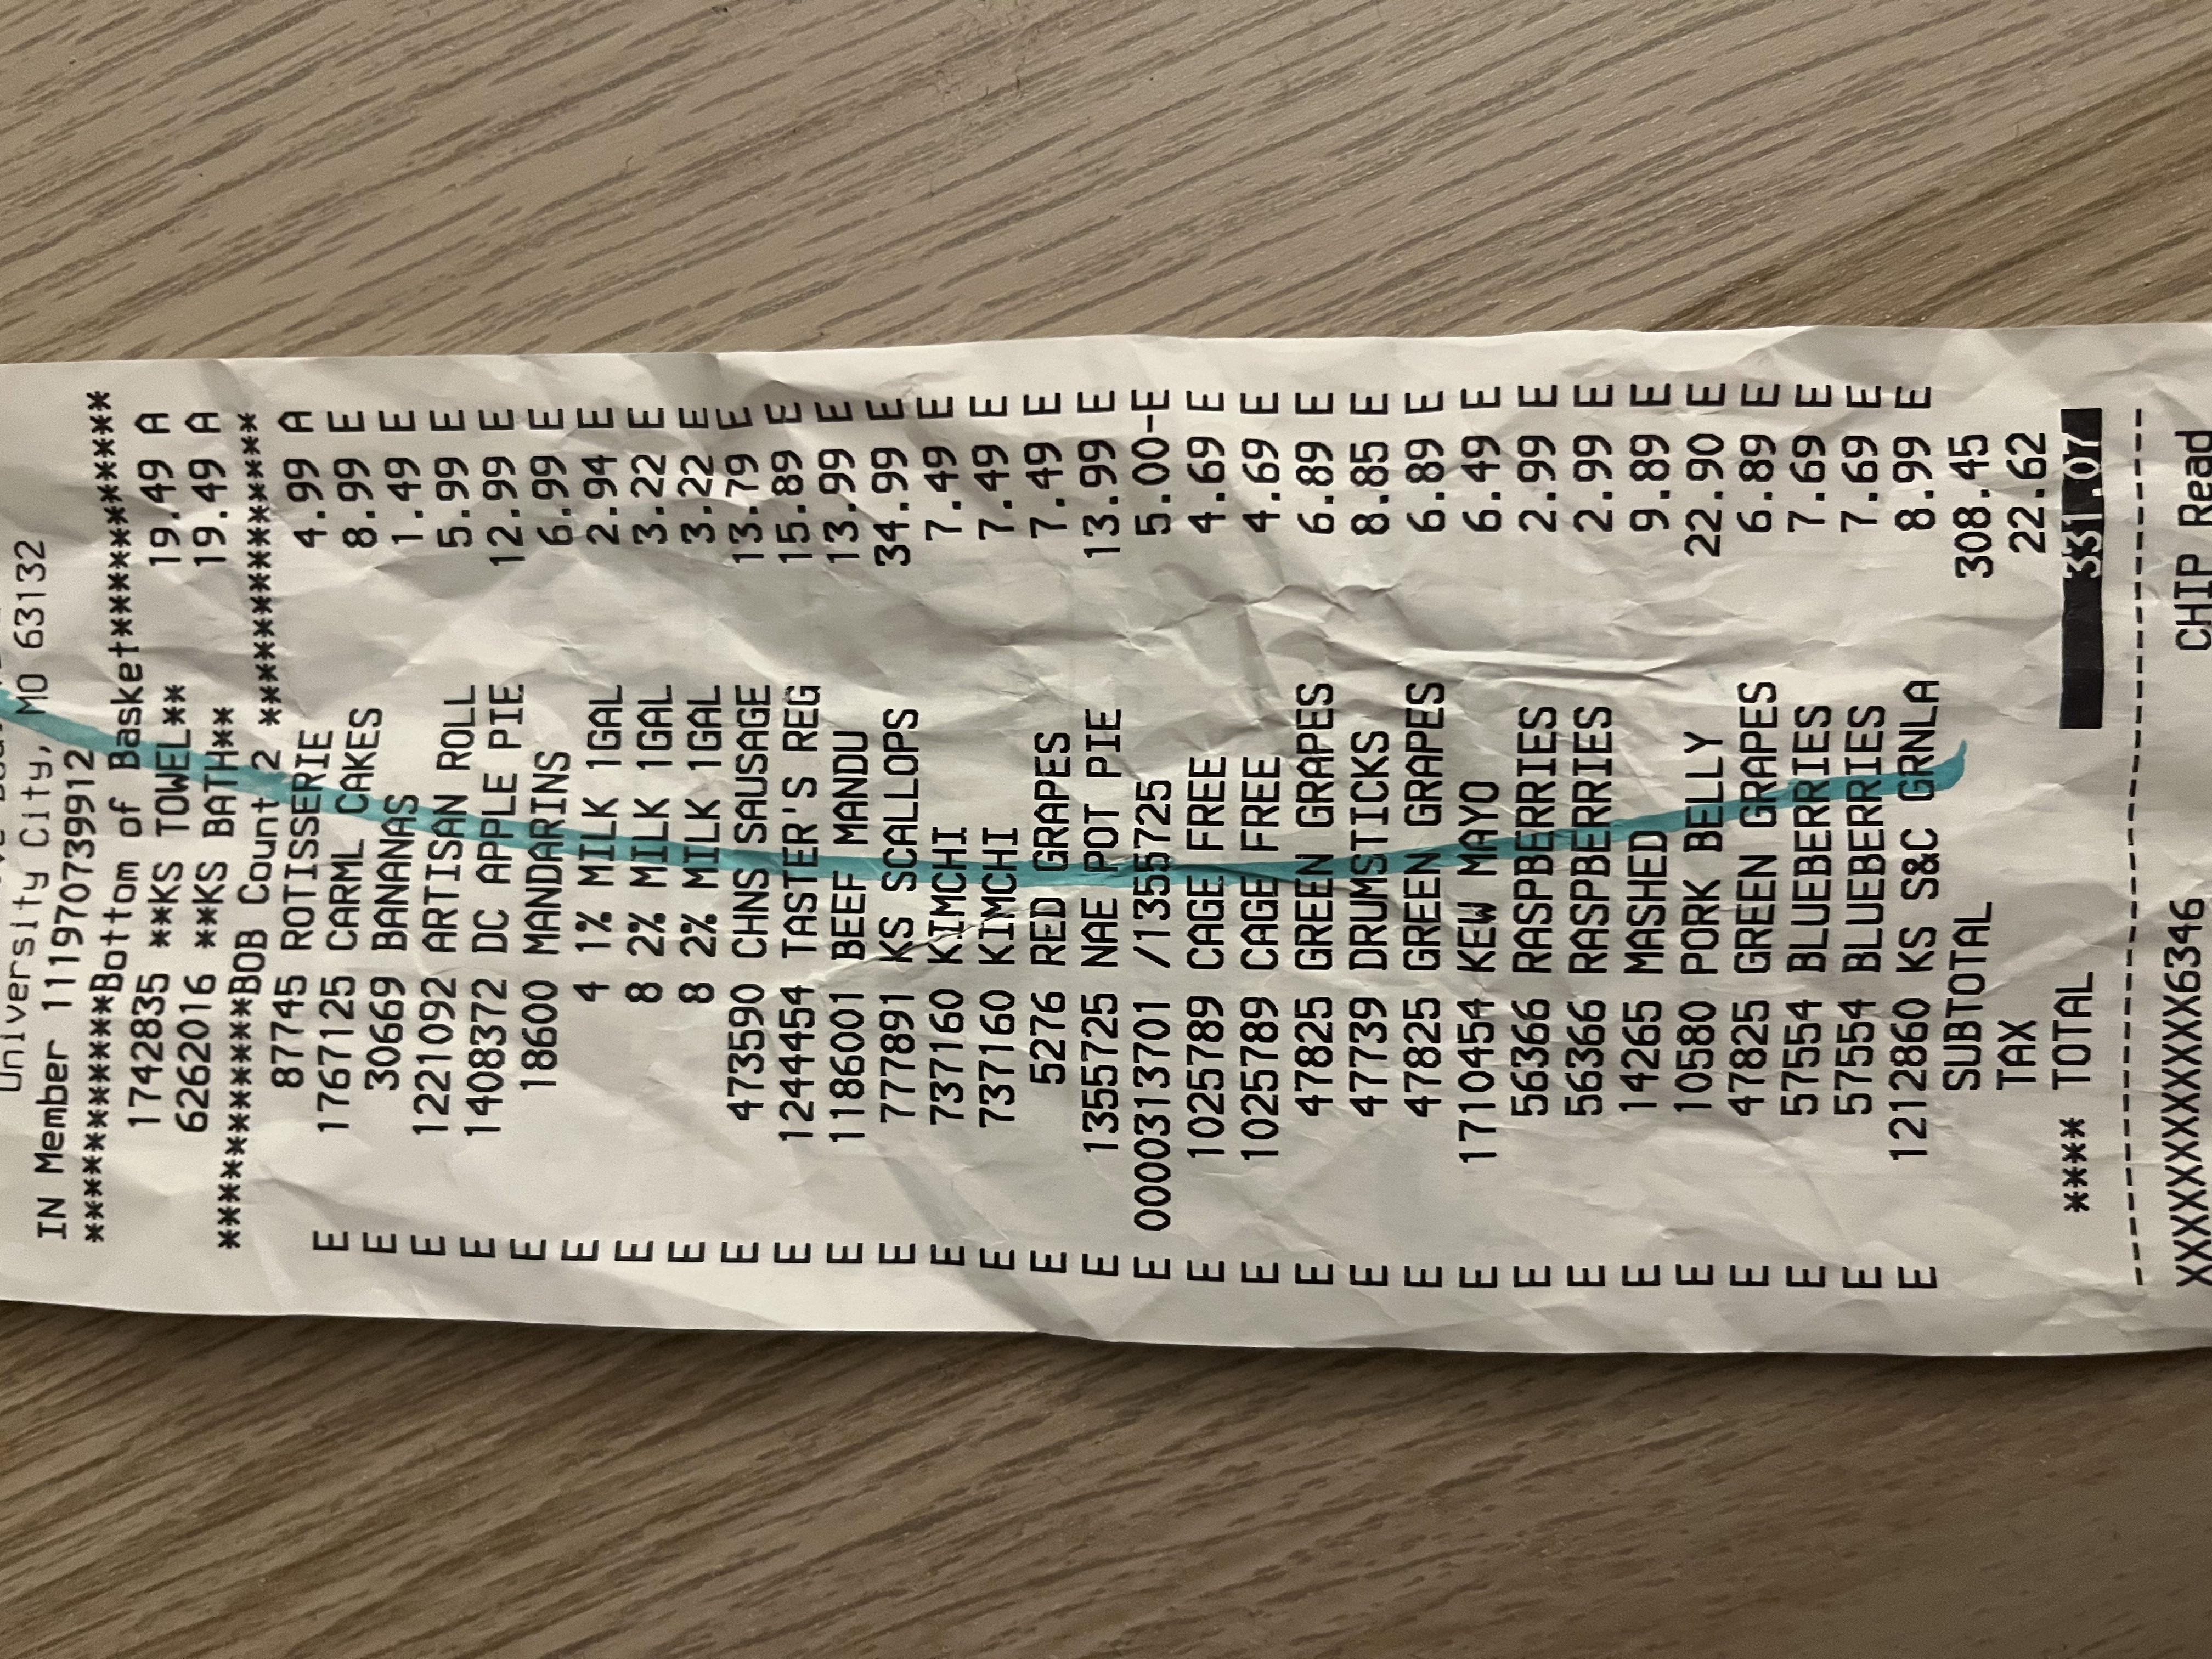 University City, MO 63132
IN Member 111970739912
***********Bottom of Basket***********
1742835 **KS TOWEL** 19.49 A
6262016 **KS BATH** 19.49 A
***********BOB Count 2 **************
87745 ROTISSERIE 4.99 A
E 1767125 CARML CAKES 8.99 E
E 30669 BANANAS 1.49 E
E 1221092 ARTISAN ROLL 5.99 E
E 1408372 DC APPLE PIE 12.99 E
E 18600 MANDARINS 6.99 E
E 4 1% MILK 1GAL 2.94 E
E 8 2% MILK 1GAL 3.22 E
E 8 2% MILK 1GAL 3.22 E
E 473590 CHNS SAUSAGE 13.79 E
E 1244454 TASTER'S REG 15.89 E
E 1186001 BEEF MANDU 13.99 E
E 777891 KS SCALLOPS 34.99 E
E 737160 KIMCHI 7.49 E
E 737160 KIMCHI 7.49 E
E 5276 RED GRAPES 7.49 E
E 1355725 NAE POT PIE 13.99 E
E 0000313701 /1355725 5.00-E
E 1025789 CAGE FREE 4.69 E
E 1025789 CAGE FREE 4.69 E
E 47825 GREEN GRAPES 6.89 E
E 47739 DRUMSTICKS 8.85 E
E 47825 GREEN GRAPES 6.89 E
E 1710454 KEW MAYO 6.49 E
E 56366 RASPBERRIES 2.99 E
E 56366 RASPBERRIES 2.99 E
E 14265 MASHED 9.89 E
E 10580 PORK BELLY 22.90 E
E 47825 GREEN GRAPES 6.89 E
E 57554 BLUEBERRIES 7.69 E
E 57554 BLUEBERRIES 7.69 E
E 1212860 KS S&C GRNLA 8.99 E
SUBTOTAL 308.45
TAX 22.62
**** TOTAL 331.07
XXXXXXXXXXXX6346 CHIP Read